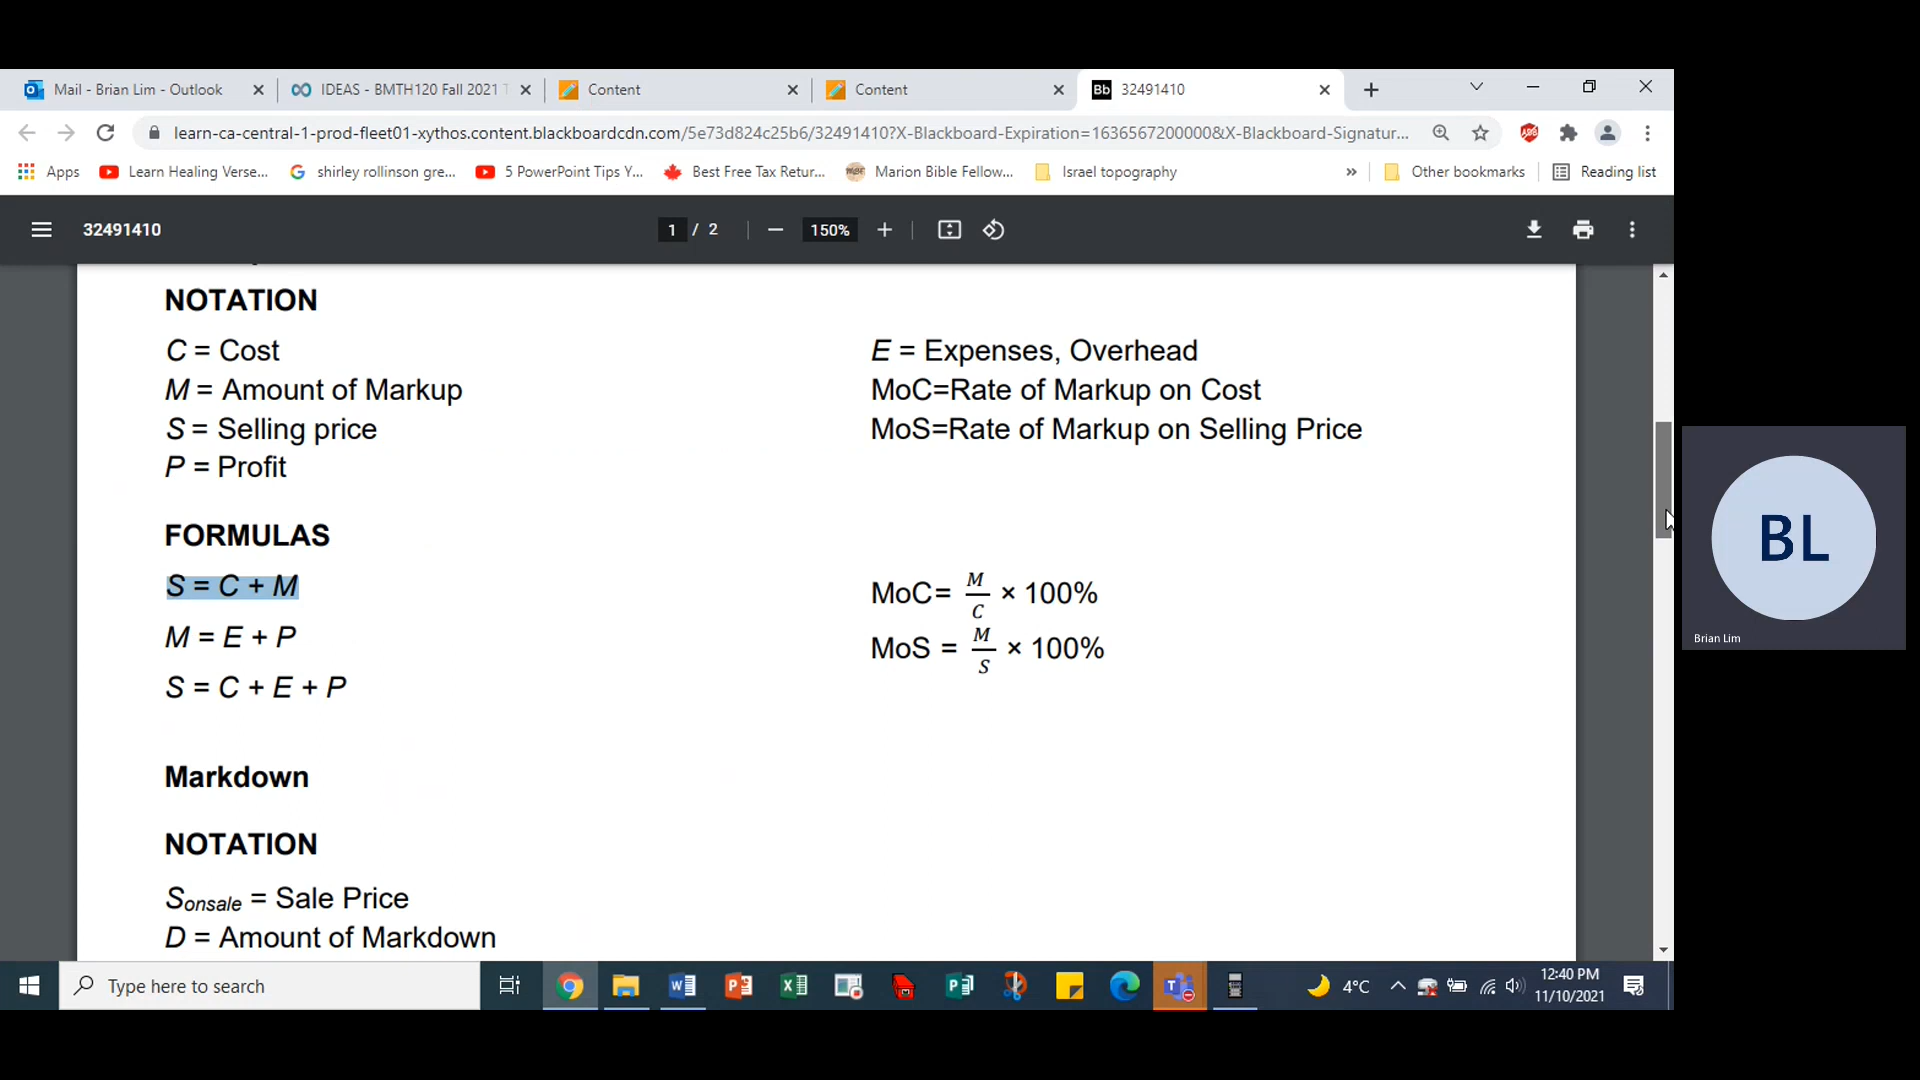 Mail - Brian Lim - Outlook
IDEAS - BMTH120 Fall 2021 T
Content
Content
Bb 32491410
learn-ca-central-1-prod-fleet01-xythos.content.blackboardcdn.com/5e73d824c25b6/32491410?X-Blackboard-Expiration=1636567200000&X-Blackboard-Signatur...
Apps
Learn Healing Verse...
shirley rollinson gre...
5 PowerPoint Tips Y...
Best Free Tax Retur...
Marion Bible Fellow...
Israel topography
»
Other bookmarks
Reading list
32491410
1 / 2
150%
NOTATION
C = Cost
M = Amount of Markup
S = Selling price
P = Profit
E = Expenses, Overhead
MoC=Rate of Markup on Cost
MoS=Rate of Markup on Selling Price
FORMULAS
S = C + M
M = E + P
S = C + E + P
MoC= M/C × 100%
MoS = M/S × 100%
Markdown
NOTATION
Sonsale = Sale Price
D = Amount of Markdown
BL
Brian Lim
Type here to search
4°C
12:40 PM
11/10/2021